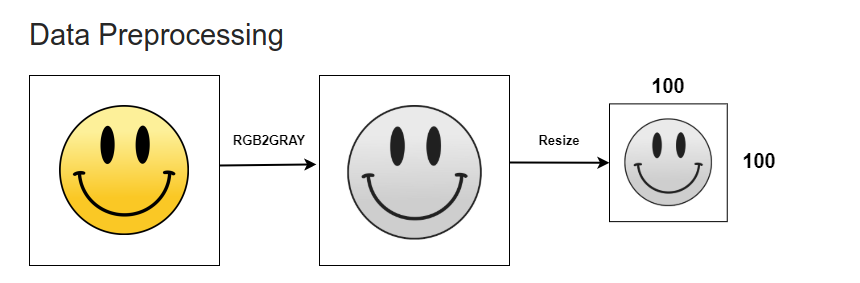 Data Preprocessing
100
RGB2GRAY
Resize
100